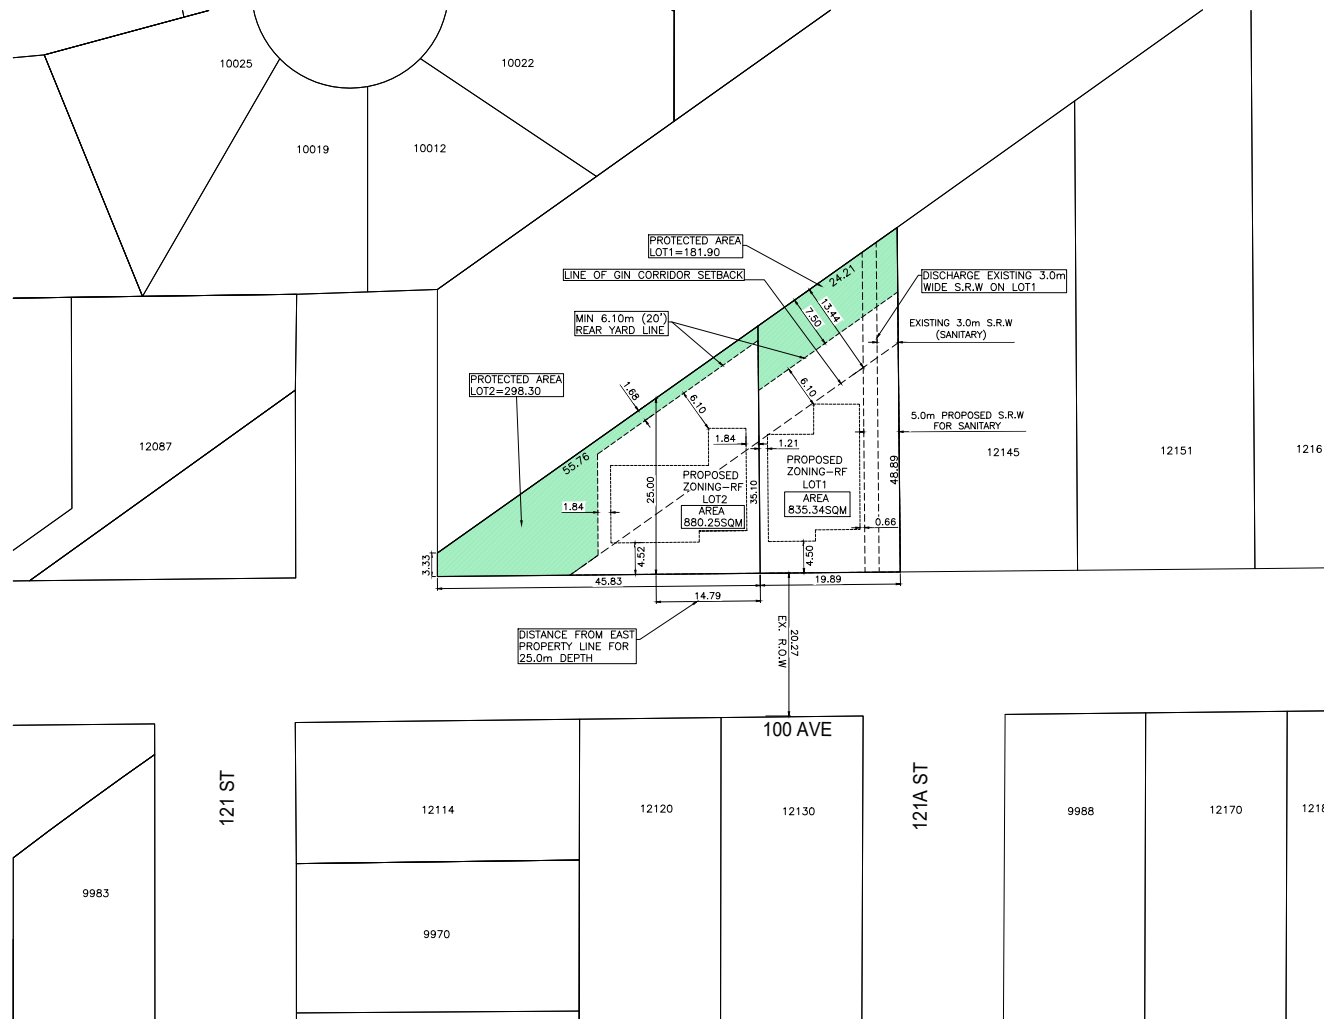 10025
10022
10019
10012
PROTECTED AREA
LOT1=181.90
LINE OF GIN CORRIDOR SETBACK
24.21
DISCHARGE EXISTING 3.0m
WIDE S.R.W ON LOT1
13.44
7.50
MIN 6.10m (20')
REAR YARD LINE
EXISTING 3.0m S.R.W
(SANITARY)
PROTECTED AREA
LOT2=298.30
1.68
6.10
6.10
5.0m PROPOSED S.R.W
FOR SANITARY
12087
12145
12151
1216
55.76
1.84
1.21
PROPOSED
ZONING-RF
LOT1
AREA
835.34SQM
PROPOSED
ZONING-RF
LOT2
AREA
880.25SQM
25.00
35.10
48.89
1.84
0.66
4.52
4.50
3.33
45.83
19.89
14.79
DISTANCE FROM EAST
PROPERTY LINE FOR
25.0m DEPTH
20.27
EX. R.O.W
100 AVE
121 ST
121A ST
12114
12120
12130
9988
12170
1218
9983
9970